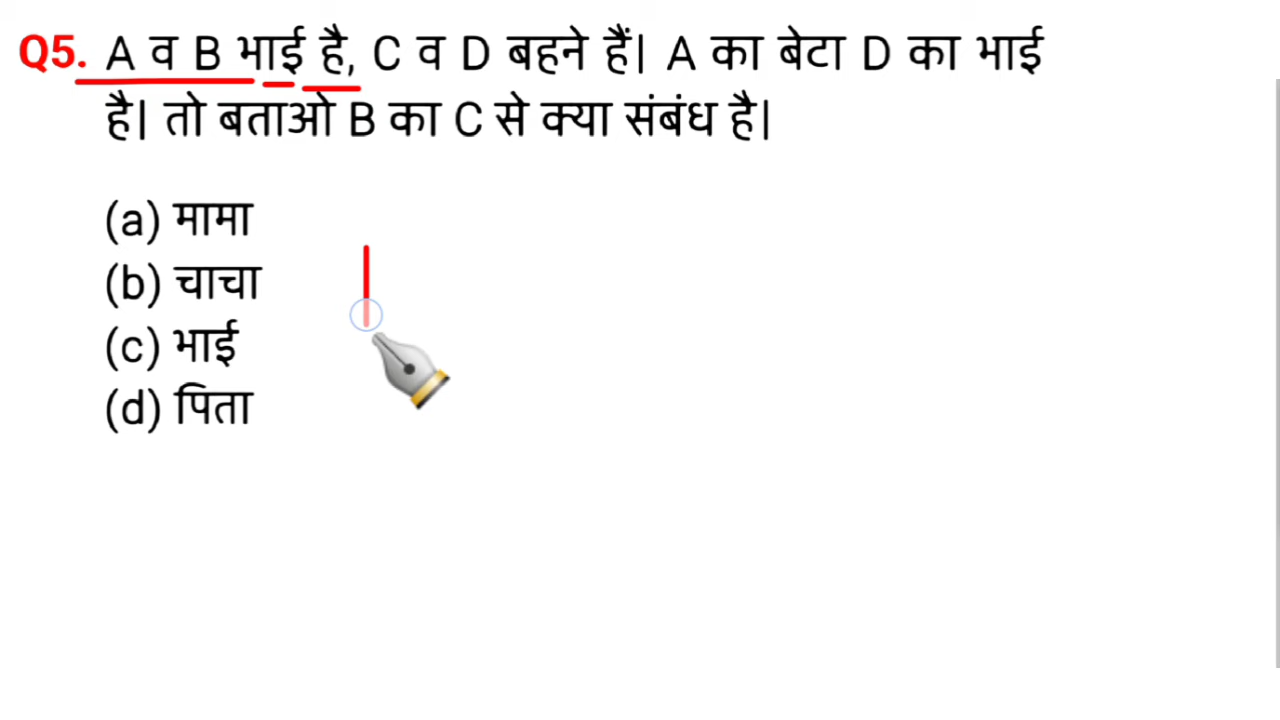 Q5. A व B भाई है, C व D बहने हैं| A का बेटा D का भाई
है| तो बताओ B का C से क्या संबंध है|
(a) मामा
(b) चाचा
(c) भाई
(d) पिता